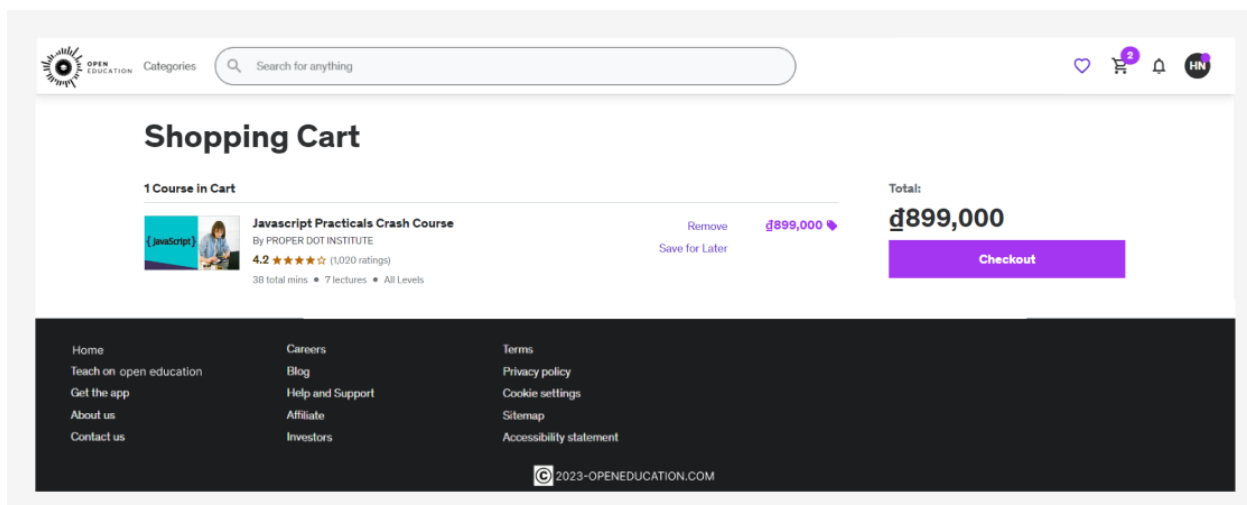 OPEN
EDUCATION
Categories
Search for anything
2
HN
Shopping Cart
1 Course in Cart
Total:
{JavaScript}
Javascript Practicals Crash Course
By PROPER DOT INSTITUTE
4.2 ★★★★☆ (1,020 ratings)
38 total mins • 7 lectures • All Levels
Remove
Save for Later
₫899,000
₫899,000
Checkout
Home
Teach on open education
Get the app
About us
Contact us
Careers
Blog
Help and Support
Affiliate
Investors
Terms
Privacy policy
Cookie settings
Sitemap
Accessibility statement
© 2023-OPENEDUCATION.COM